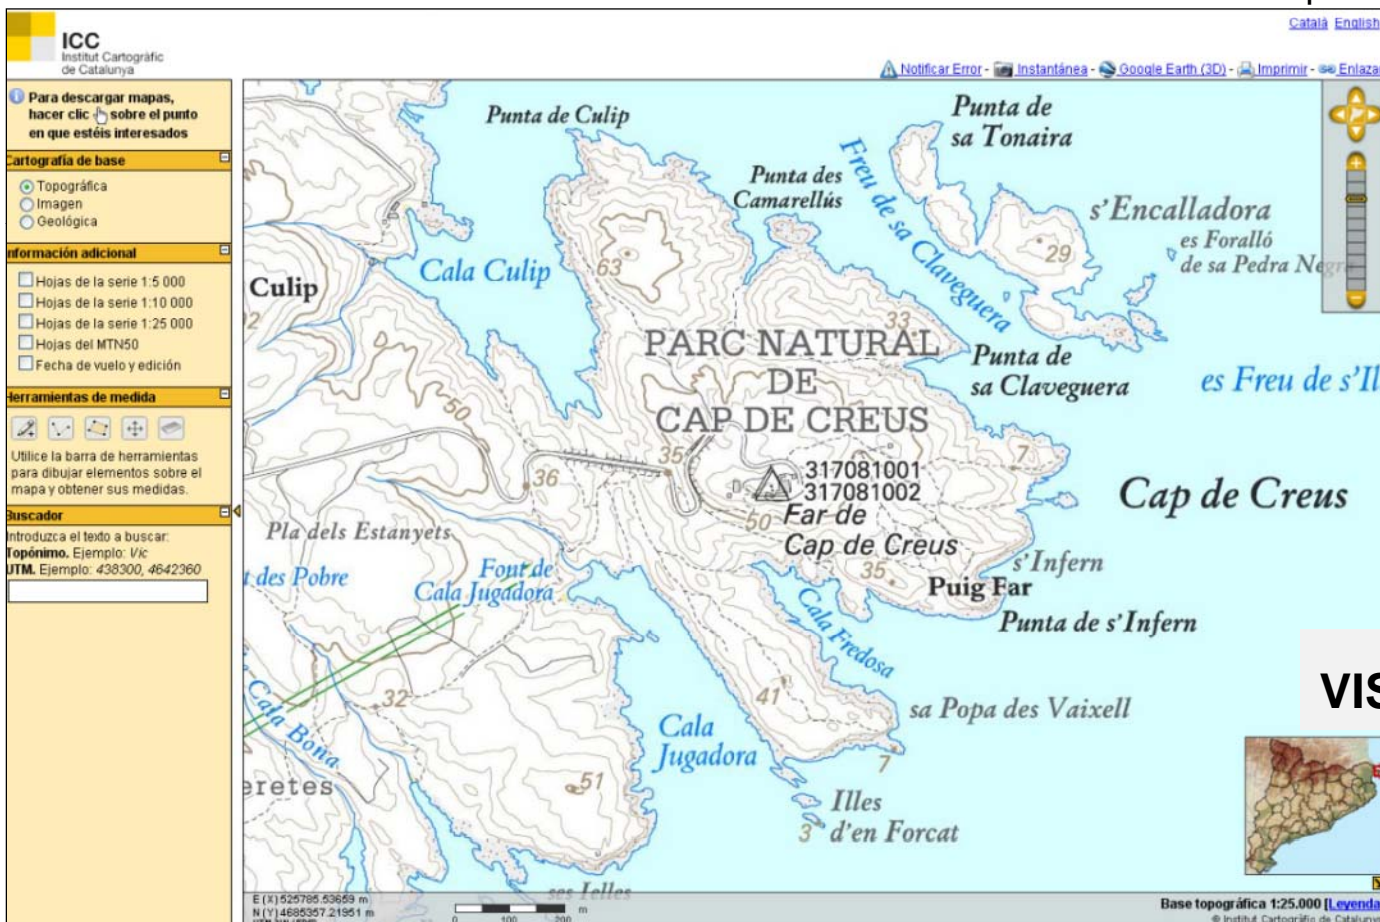 Català English
ICC
Institut Cartogràfic
de Catalunya
Notificar Error - Instantánea - Google Earth (3D) - Imprimir - Enlaza
Para descargar mapas,
hacer clic sobre el punto
en que estéis interesados
Cartografía de base
Topográfica
Imagen
Geológica
nformación adicional
Hojas de la serie 1:5 000
Hojas de la serie 1:10 000
Hojas de la serie 1:25 000
Hojas del MTN50
Fecha de vuelo y edición
Herramientas de medida
Utilice la barra de herramientas
para dibujar elementos sobre el
mapa y obtener sus medidas.
Buscador
Introduzca el texto a buscar:
Topónimo. Ejemplo: Vic
UTM. Ejemplo: 438300, 4642360
Punta de Culip
Punta de
sa Tonaira
Punta des
Camarellús
Freu de sa Claveguera
s'Encalladora
es Foralló
de sa Pedra Negra
29
63
Cala Culip
Culip
33
PARC NATURAL
DE
CAP DE CREUS
Punta de
sa Claveguera
es Freu de s'Il
50
35
36
7
317081001
317081002
Cap de Creus
50
Far de
Cap de Creus
Pla dels Estanyets
s'Infern
t des Pobre
Font de
Cala Jugadora
35
Puig Far
Punta de s'Infern
Cala Fredosa
41
32
Cala Bona
sa Popa des Vaixell
VIS
Cala
Jugadora
7
eretes
51
Illes
d'en Forcat
3
ses Ielles
E (X) 525785.53659 m
N (Y) 4685357.21951 m
0 100 200 m
Base topográfica 1:25.000 [Leyenda
© Institut Cartogràfic de Catalunya